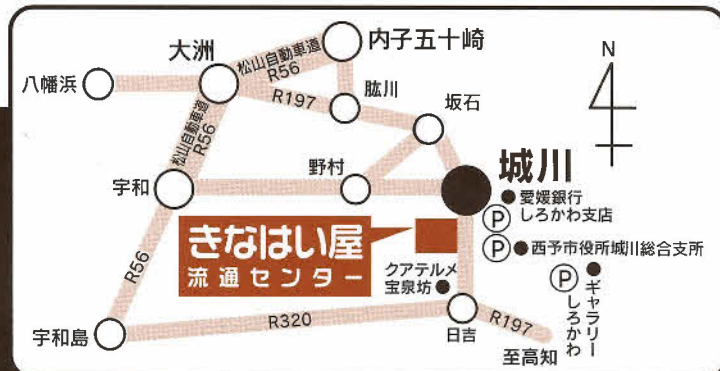 内子五十崎
大洲
松山自動車道
R56
N
八幡浜
肱川
R197
坂石
松山自動車道
R56
野村
城川
宇和
愛媛銀行
しろかわ支店
P
きなはい屋
流通センター
P
西予市役所城川総合支所
R56
クアテルメ
宝泉坊
P
ギャラリー
しろかわ
宇和島
R320
日吉
R197
至高知